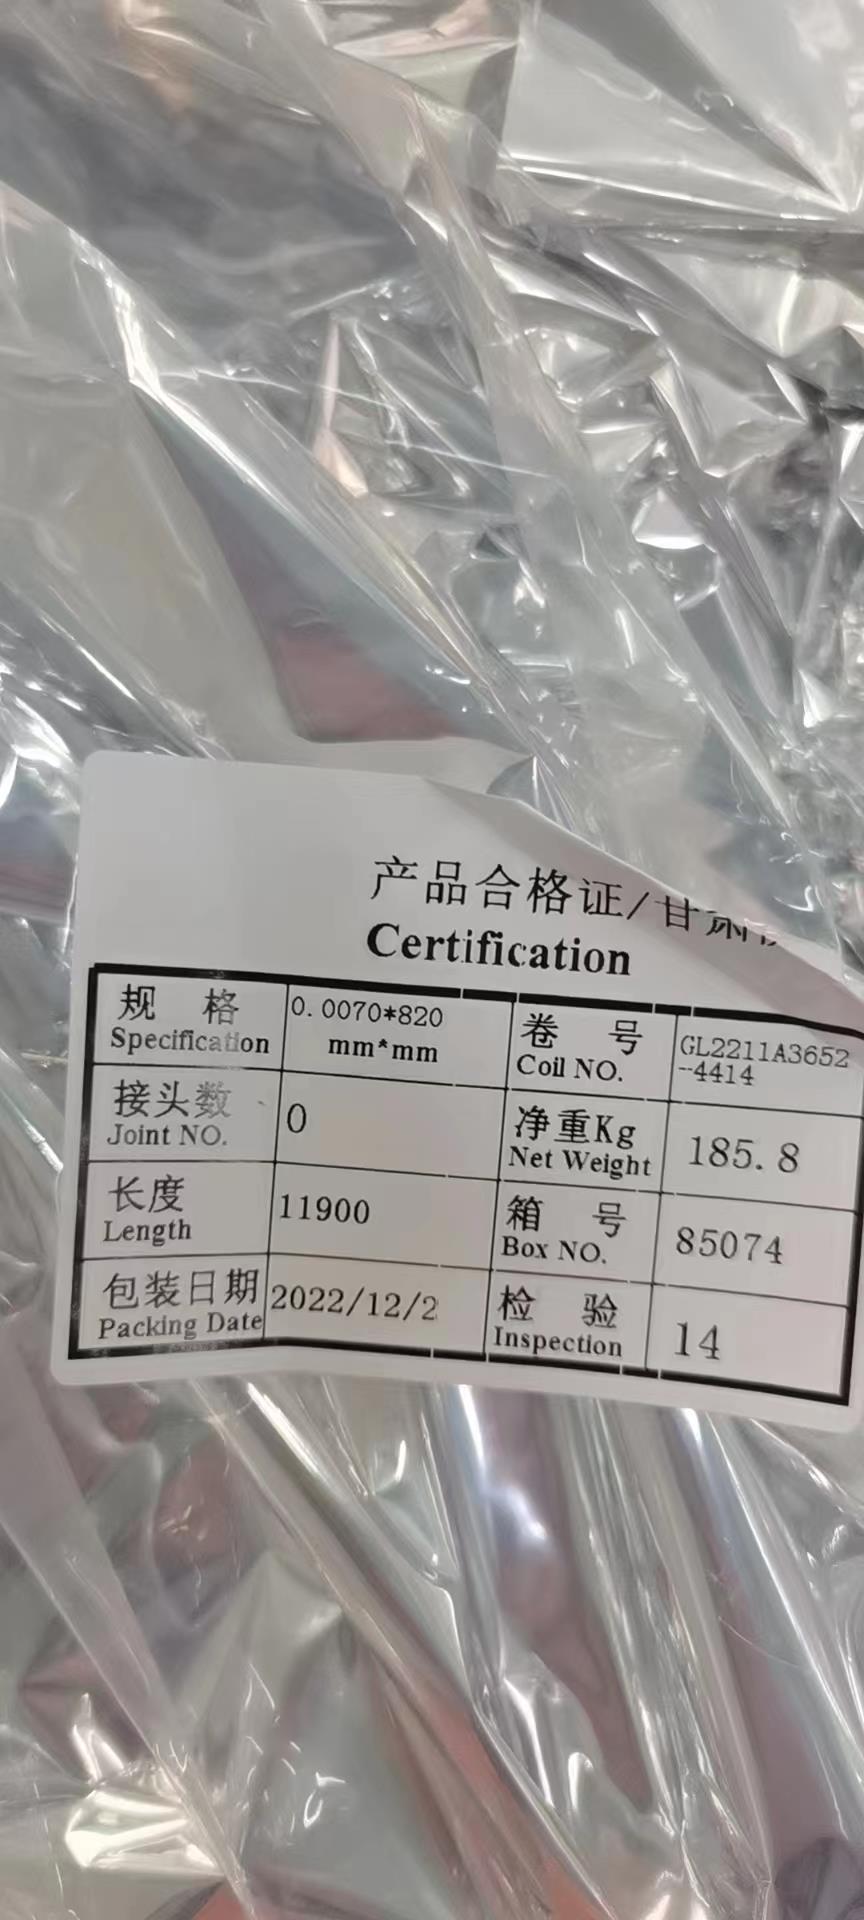 产品合格证/甘肃
Certification
规 格 0.0070*820 卷 号 GL2211A3652
Specification mm*mm Coil NO. -4414
接头数 0 净重Kg 185.8
Joint NO. Net Weight
长度 11900 箱 号 85074
Length Box NO.
包装日期 2022/12/2 检 验 14
Packing Date Inspection